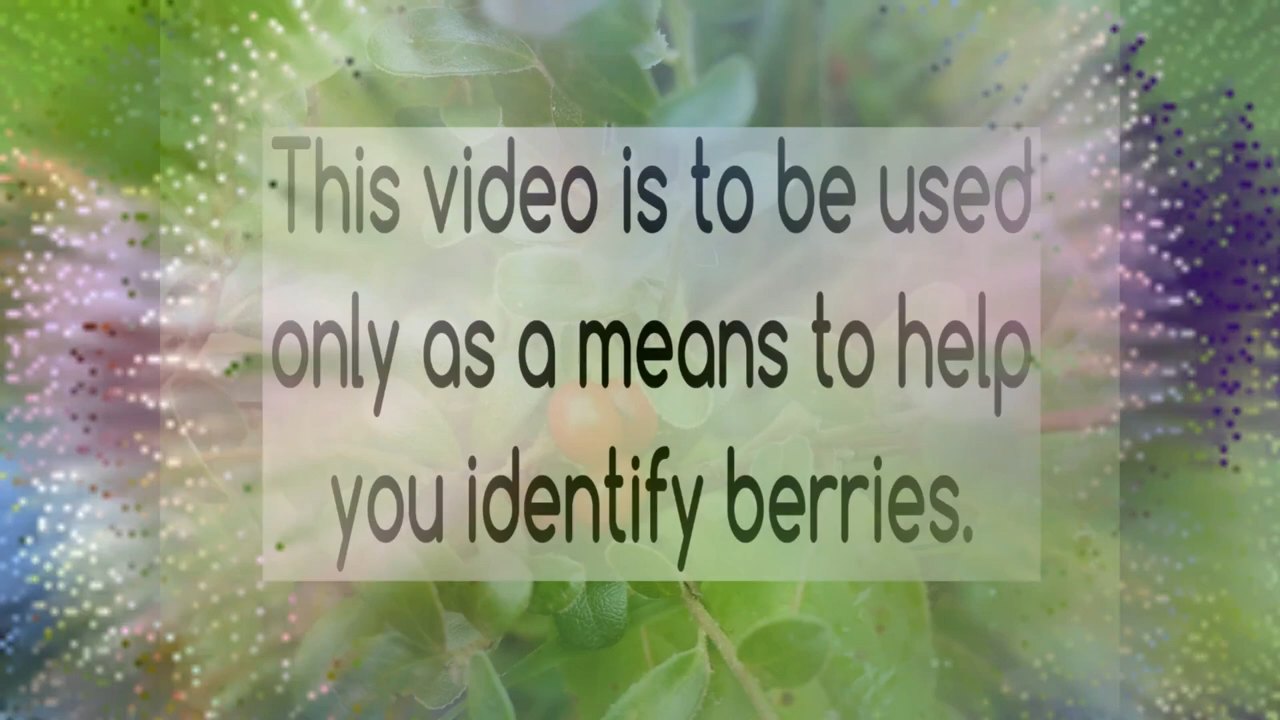 This video is to be used
only as a means to help
you identify berries.